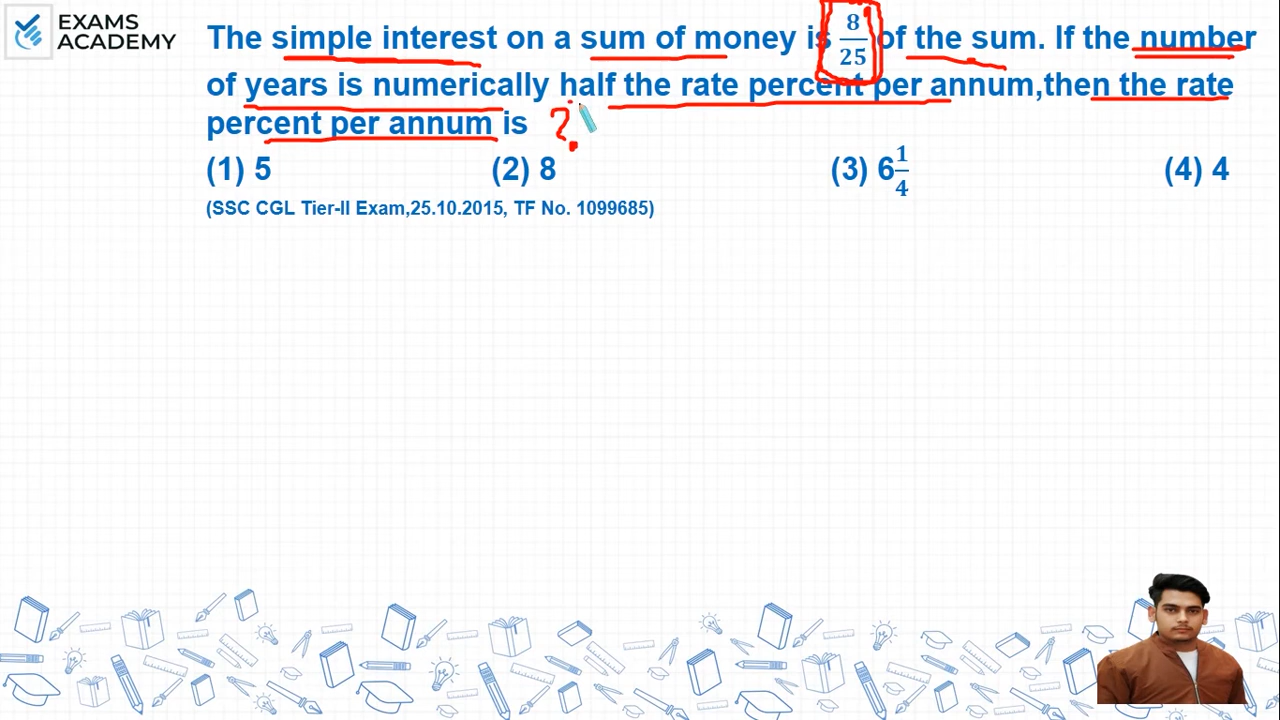 EXAMS
ACADEMY
The simple interest on a sum of money is 8/25 of the sum. If the number
of years is numerically half the rate percent per annum,then the rate
percent per annum is ?
(1) 5 (2) 8 (3) 6 1/4 (4) 4
(SSC CGL Tier-II Exam,25.10.2015, TF No. 1099685)